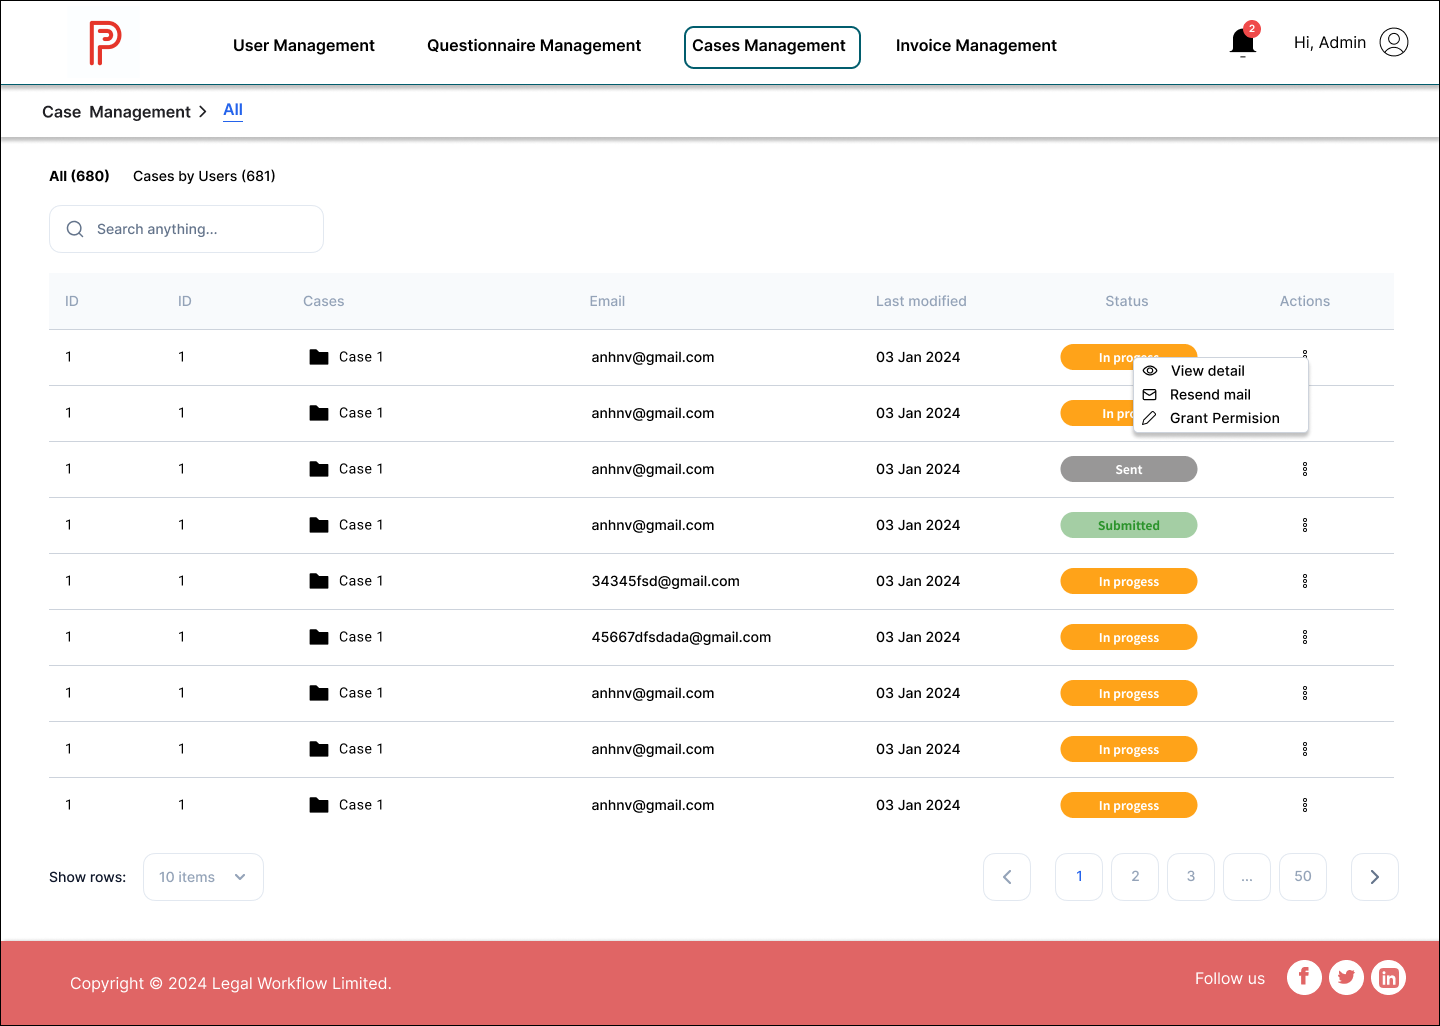 User Management Questionnaire Management Cases Management Invoice Management 2 Hi, Admin
Case Management All
All (680) Cases by Users (681)
Search anything...
ID ID Cases Email Last modified Status Actions
1 1 Case 1 anhnv@gmail.com 03 Jan 2024 In progess
View detail
Resend mail
Grant Permision
1 1 Case 1 anhnv@gmail.com 03 Jan 2024 In pro
1 1 Case 1 anhnv@gmail.com 03 Jan 2024 Sent
1 1 Case 1 anhnv@gmail.com 03 Jan 2024 Submitted
1 1 Case 1 34345fsd@gmail.com 03 Jan 2024 In progess
1 1 Case 1 45667dfsdada@gmail.com 03 Jan 2024 In progess
1 1 Case 1 anhnv@gmail.com 03 Jan 2024 In progess
1 1 Case 1 anhnv@gmail.com 03 Jan 2024 In progess
1 1 Case 1 anhnv@gmail.com 03 Jan 2024 In progess
Show rows: 10 items 1 2 3 ... 50
Copyright © 2024 Legal Workflow Limited. Follow us